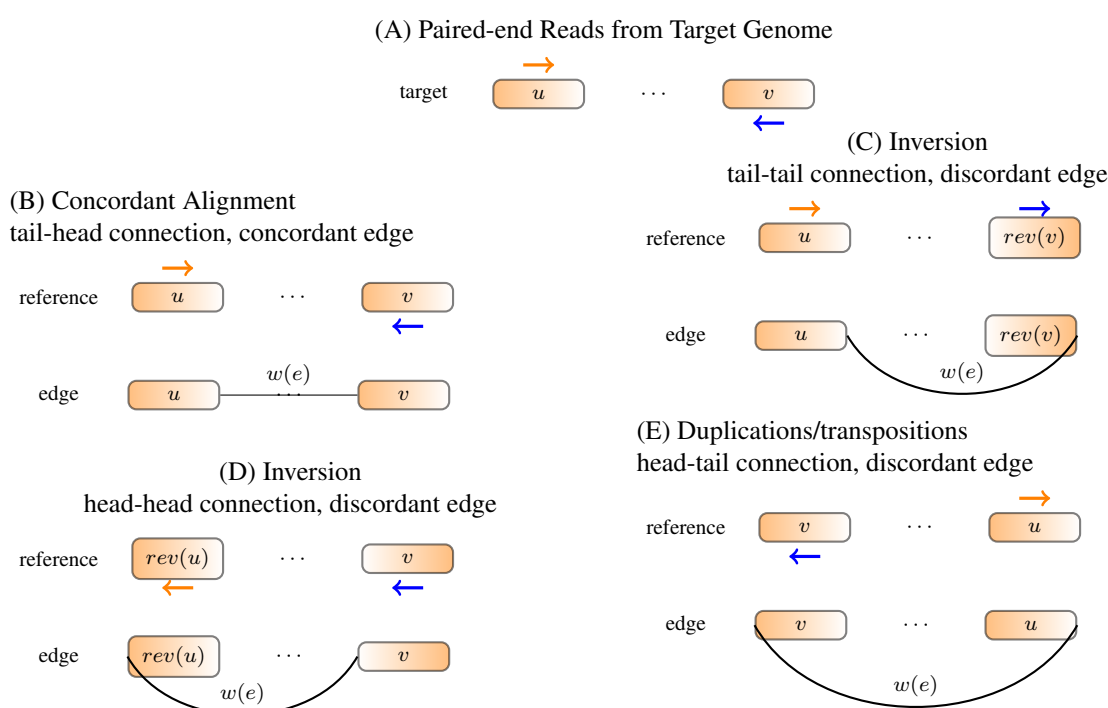 (A) Paired-end Reads from Target Genome
target u ··· v
(B) Concordant Alignment
tail-head connection, concordant edge
reference u ··· v
w(e)
edge u ··· v
(C) Inversion
tail-tail connection, discordant edge
reference u ··· rev(v)
edge u ··· rev(v)
w(e)
(D) Inversion
head-head connection, discordant edge
reference rev(u) ··· v
edge rev(u) ··· v
w(e)
(E) Duplications/transpositions
head-tail connection, discordant edge
reference v ··· u
edge v ··· u
w(e)